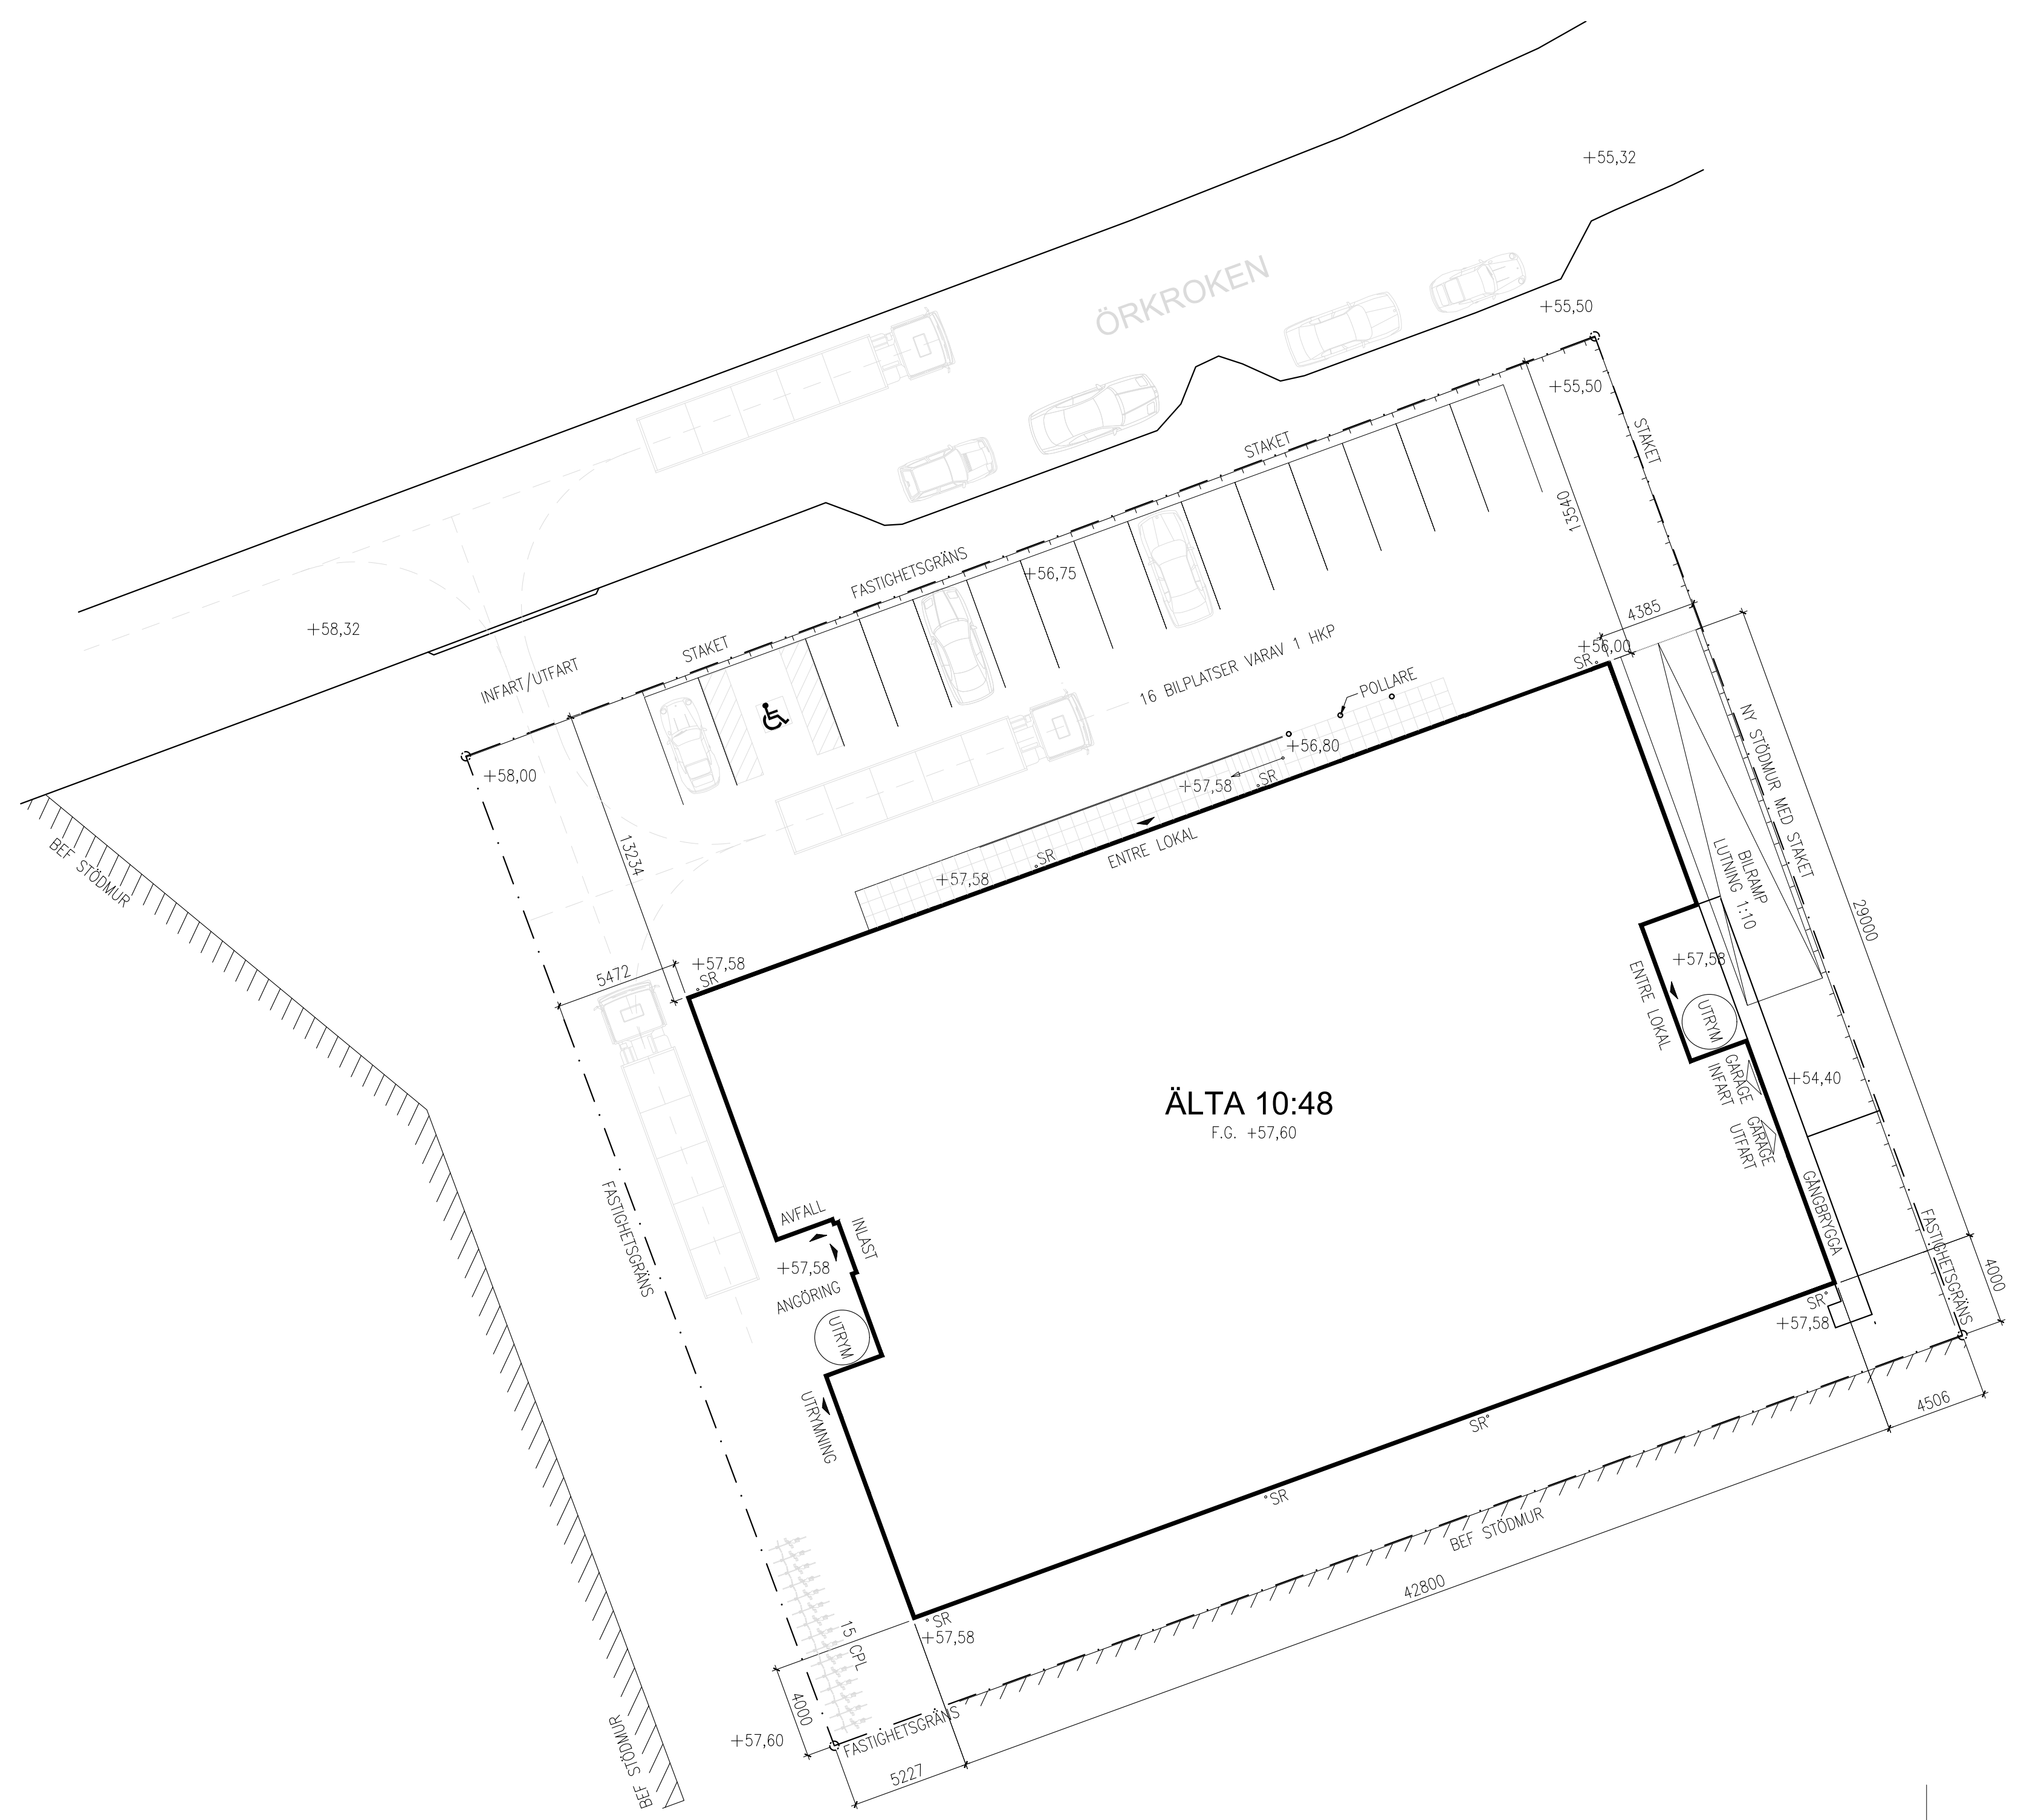 +55,32
ÖRKROKEN
+55,50
+55,50
STAKET
STAKET
13540
FASTIGHETSGRÄNS
+56,75
+58,32
STAKET
INFART/UTFART
4385
+56,00
SR
16 BILPLATSER VARAV 1 HKP
POLLARE
+58,00
+56,80
+57,58
SR
NY STÖDMUR MED STAKET
BEF STÖDMUR
13234
ENTRE LOKAL
SR
+57,58
BILRAMP
LUTNING 1:10
29000
5472
+57,58
SR
+57,58
ENTRE LOKAL
UTRYM
GARAGE
INFART
+54,40
GARAGE
UTFART
ÄLTA 10:48
F.G. +57,60
FASTIGHETSGRÄNS
AVFALL
INLAST
+57,58
ANGÖRING
UTRYM
GÅNGBRYGGA
FASTIGHETSGRÄNS
4000
SR
+57,58
UTRYMNING
4506
SR
SR
BEF STÖDMUR
42800
15 CPL
SR
+57,58
4000
+57,60
FASTIGHETSGRÄNS
5227
BEF STÖDMUR